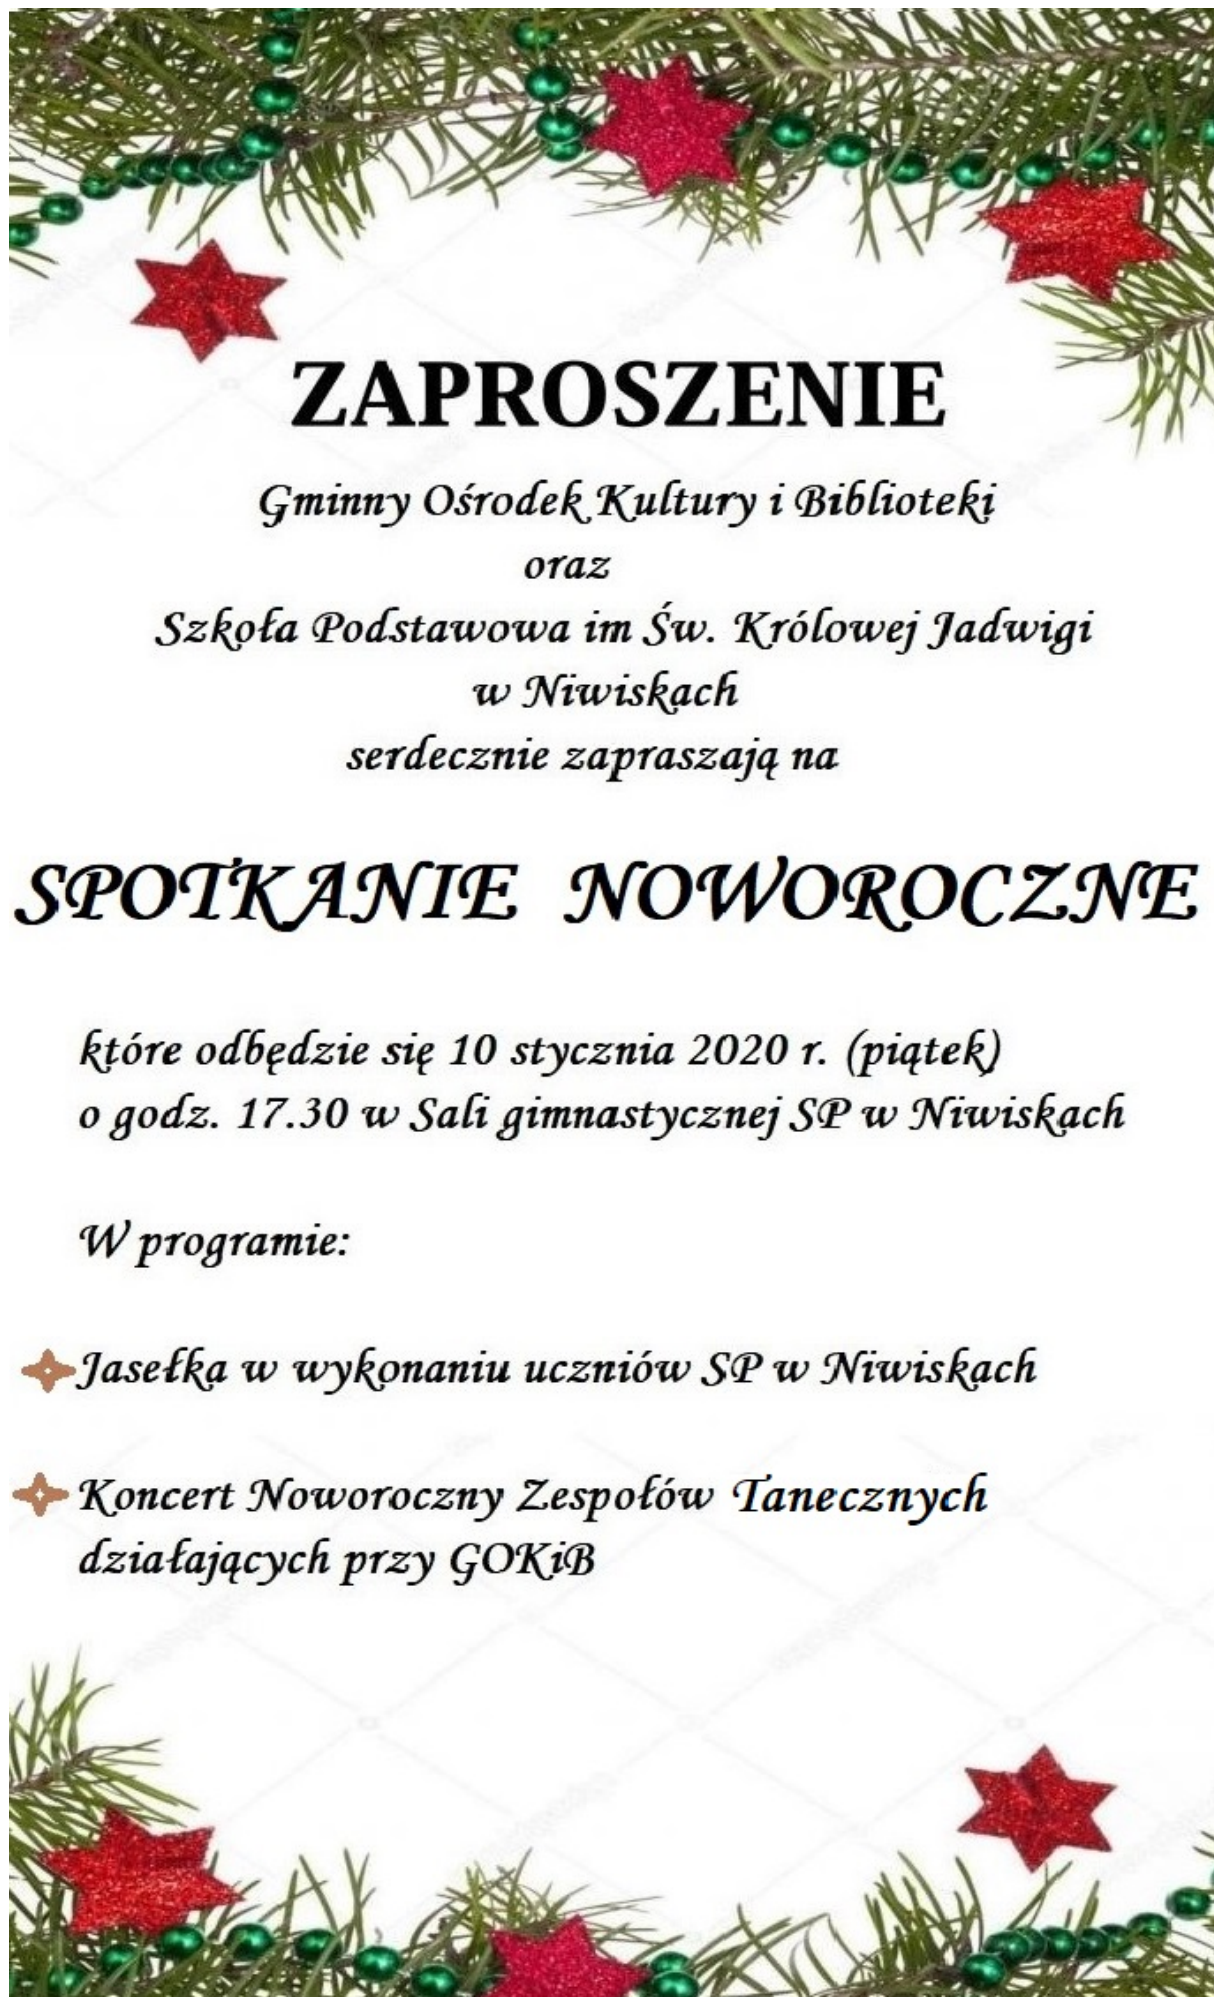 ZAPROSZENIE
Gminny Ośrodek Kultury i Biblioteki
oraz
Szkoła Podstawowa im Św. Królowej Jadwigi
w Niwiskach
serdecznie zapraszają na
SPOTKANIE NOWOROCZNE
które odbędzie się 10 stycznia 2020 r. (piątek)
o godz. 17.30 w Sali gimnastycznej SP w Niwiskach
W programie:
Jasełka w wykonaniu uczniów SP w Niwiskach
Koncert Noworoczny Zespołów Tanecznych
działających przy GOKiB